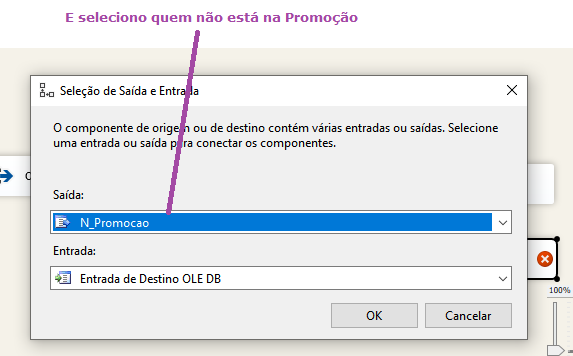 E seleciono quem não está na Promoção
Seleção de Saída e Entrada
O componente de origem ou de destino contém várias entradas ou saídas. Selecione
uma entrada ou saída para conectar os componentes.
Saída:
N_Promocao
Entrada:
Entrada de Destino OLE DB
OK
Cancelar
100%